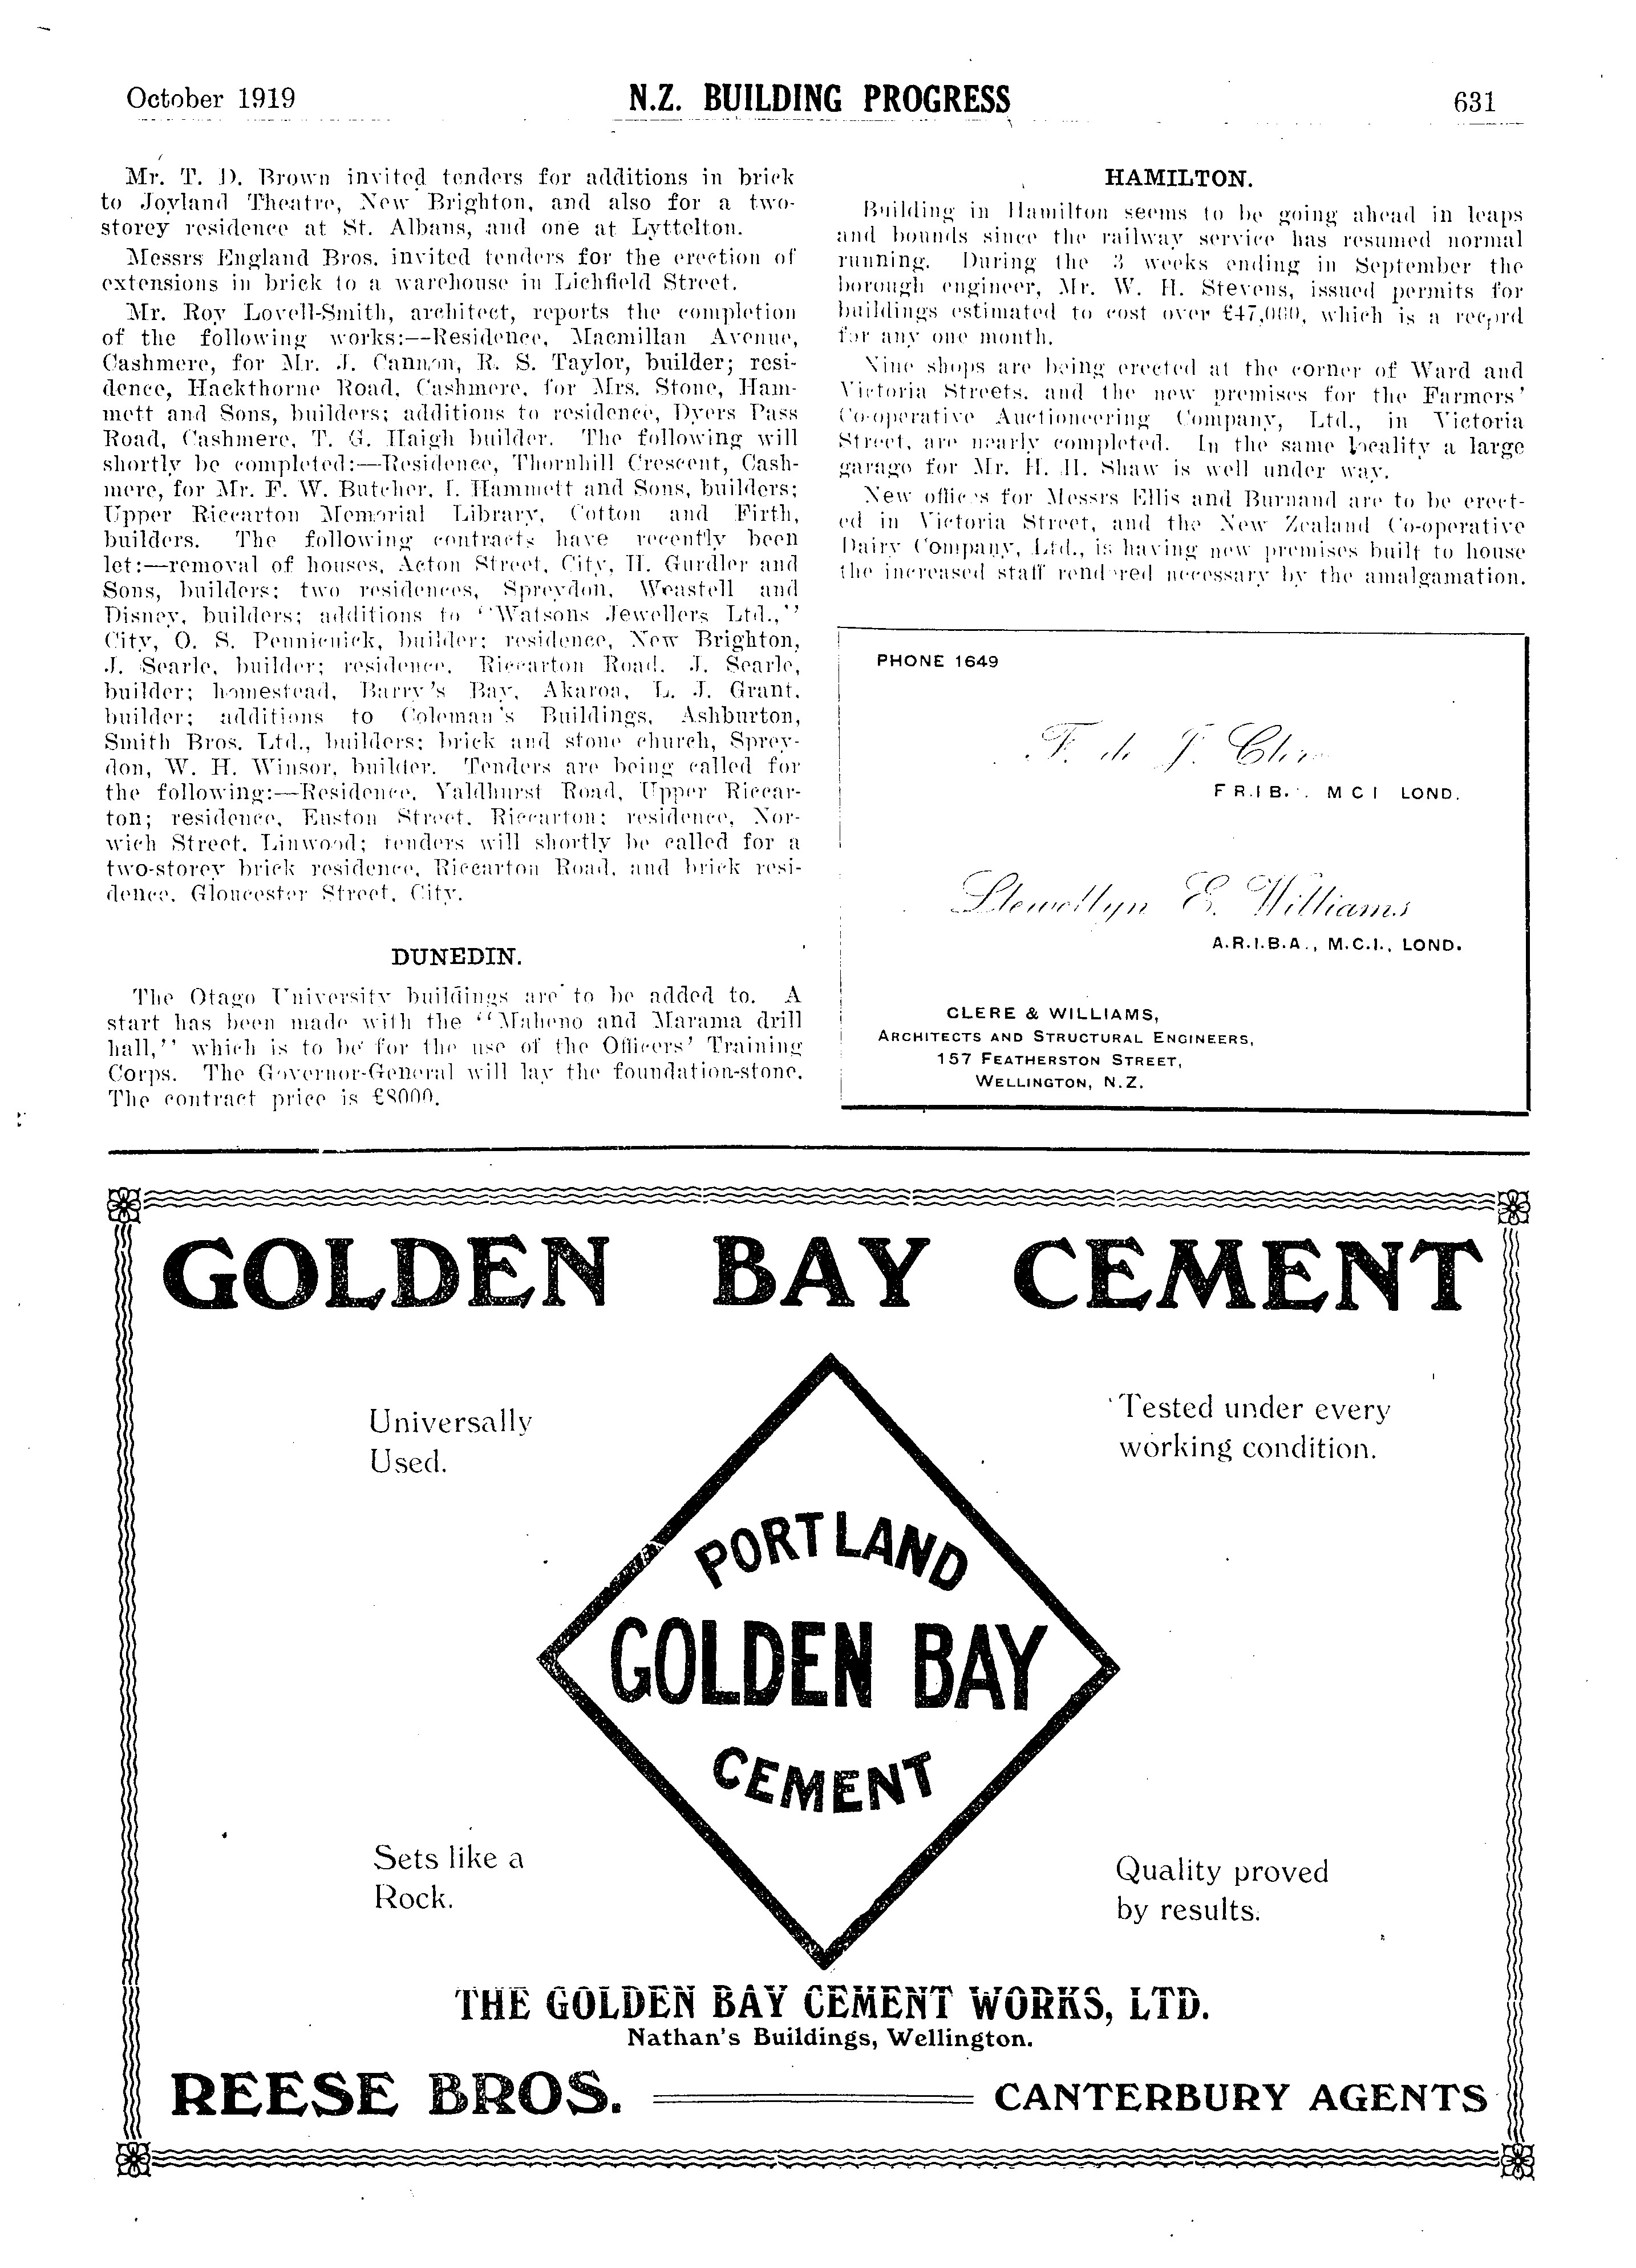 October 1919
N.Z. BUILDING PROGRESS
631
Mr. T. D. Brown invited tenders for additions in brick
to Joyland Theatre, New Brighton, and also for a two-
storey residence at St. Albans, and one at Lyttelton.
Messrs England Bros. invited tenders for the erection of
extensions in brick to a warehouse in Lichfield Street.
Mr. Roy Lovell-Smith, architect, reports the completion
of the following works:—Residence, Macmillan Avenue,
Cashmere, for Mr. J. Cannon, R. S. Taylor, builder; resi-
dence, Hackthorne Road, Cashmere, for Mrs. Stone, Ham-
mett and Sons, builders; additions to residence, Dyers Pass
Road, Cashmere, T. G. Haigh builder. The following will
shortly be completed:—Residence, Thornhill Crescent, Cash-
mere, for Mr. F. W. Butcher, I. Hammett and Sons, builders;
Upper Riccarton Memorial Library, Cotton and Firth,
builders. The following contracts have recently been
let:—removal of houses, Acton Street, City, H. Gurdler and
Sons, builders; two residences, Spreydon, Weastell and
Disney, builders; additions to "Watsons Jewellers Ltd.,"
City, O. S. Pennicnick, builder; residence, New Brighton,
J. Searle, builder; residence, Riccarton Road, J. Searle,
builder; homestead, Barry's Bay, Akaroa, L. J. Grant,
builder; additions to Coleman's Buildings, Ashburton,
Smith Bros. Ltd., builders; brick and stone church, Sprey-
don, W. H. Winsor, builder. Tenders are being called for
the following:—Residence, Yaldhurst Road, Upper Riccar-
ton; residence, Euston Street, Riccarton; residence, Nor-
wich Street, Linwood; tenders will shortly be called for a
two-storey brick residence, Riccarton Road, and brick resi-
dence, Gloucester Street, City.
DUNEDIN.
The Otago University buildings are to be added to. A
start has been made with the "Maheno and Marama drill
hall," which is to be for the use of the Officers' Training
Corps. The Governor-General will lay the foundation-stone.
The contract price is £8000.
HAMILTON.
Building in Hamilton seems to be going ahead in leaps
and bounds since the railway service has resumed normal
running. During the 3 weeks ending in September the
borough engineer, Mr. W. H. Stevens, issued permits for
buildings estimated to cost over £47,000, which is a record
for any one month.
Nine shops are being erected at the corner of Ward and
Victoria Streets, and the new premises for the Farmers'
Co-operative Auctioneering Company, Ltd., in Victoria
Street, are nearly completed. In the same locality a large
garage for Mr. H. H. Shaw is well under way.
New offices for Messrs Ellis and Burnand are to be erect-
ed in Victoria Street, and the New Zealand Co-operative
Dairy Company, Ltd., is having new premises built to house
the increased staff rendered necessary by the amalgamation.
PHONE 1649
F. de J. Clere
F.R.I.B. . M C I LOND.
Llewellyn E. Williams
A.R.I.B.A., M.C.I., LOND.
CLERE & WILLIAMS,
ARCHITECTS AND STRUCTURAL ENGINEERS,
157 FEATHERSTON STREET,
WELLINGTON, N.Z.
GOLDEN BAY CEMENT
Universally
Used.
Tested under every
working condition.
PORTLAND
GOLDEN BAY
CEMENT
Sets like a
Rock.
Quality proved
by results.
THE GOLDEN BAY CEMENT WORKS, LTD.
Nathan's Buildings, Wellington.
REESE BROS.
CANTERBURY AGENTS